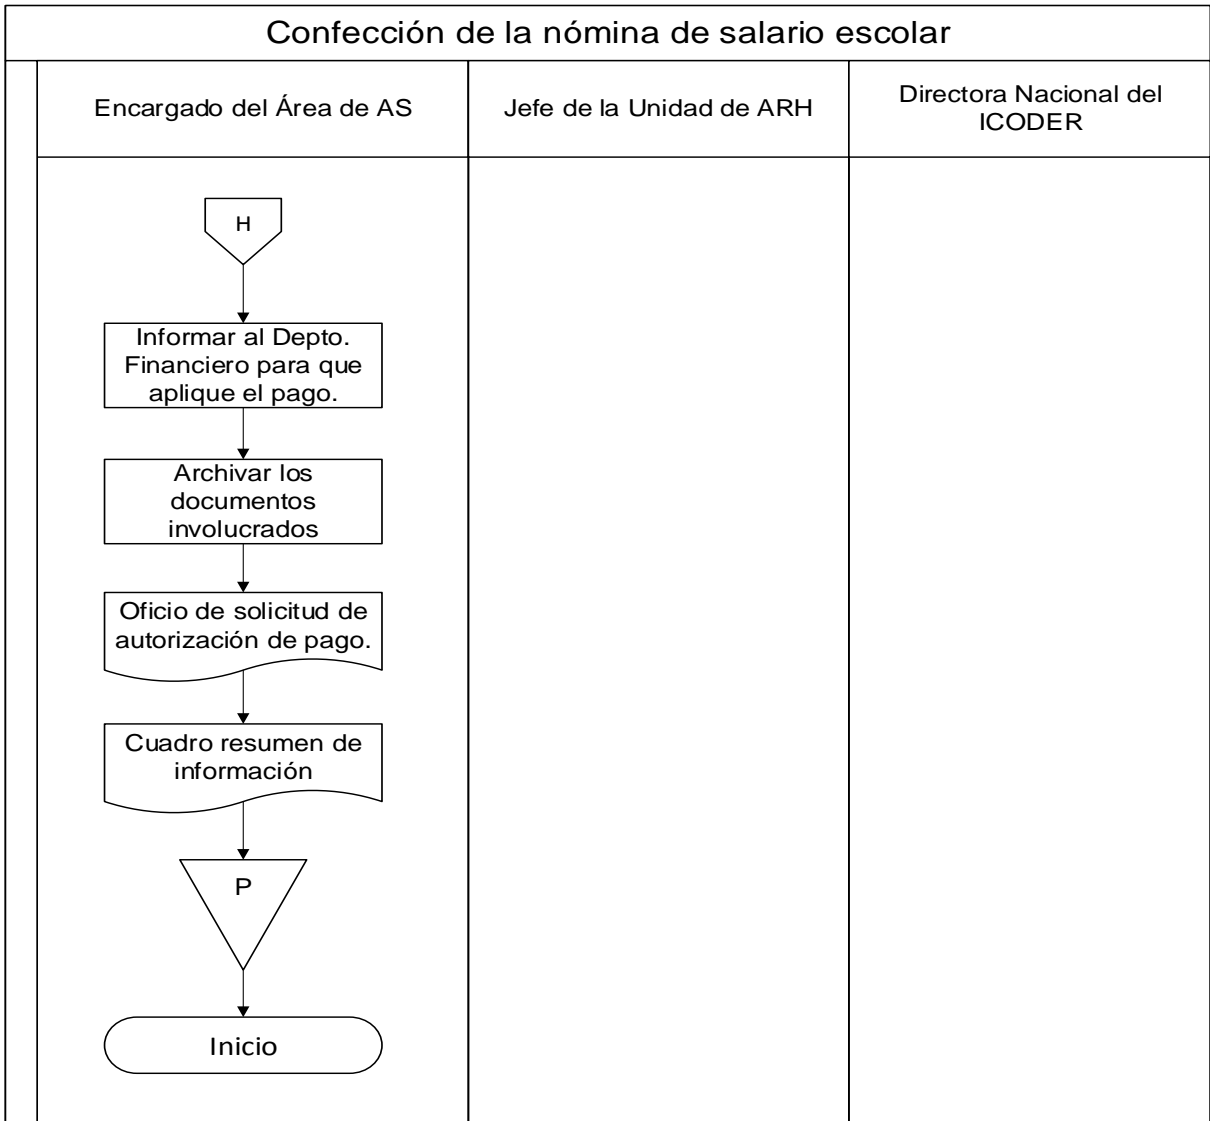 Confección de la nómina de salario escolar
Encargado del Área de AS
Jefe de la Unidad de ARH
Directora Nacional del
ICODER
H
Informar al Depto.
Financiero para que
aplique el pago.
Archivar los
documentos
involucrados
Oficio de solicitud de
autorización de pago.
Cuadro resumen de
información
P
Inicio